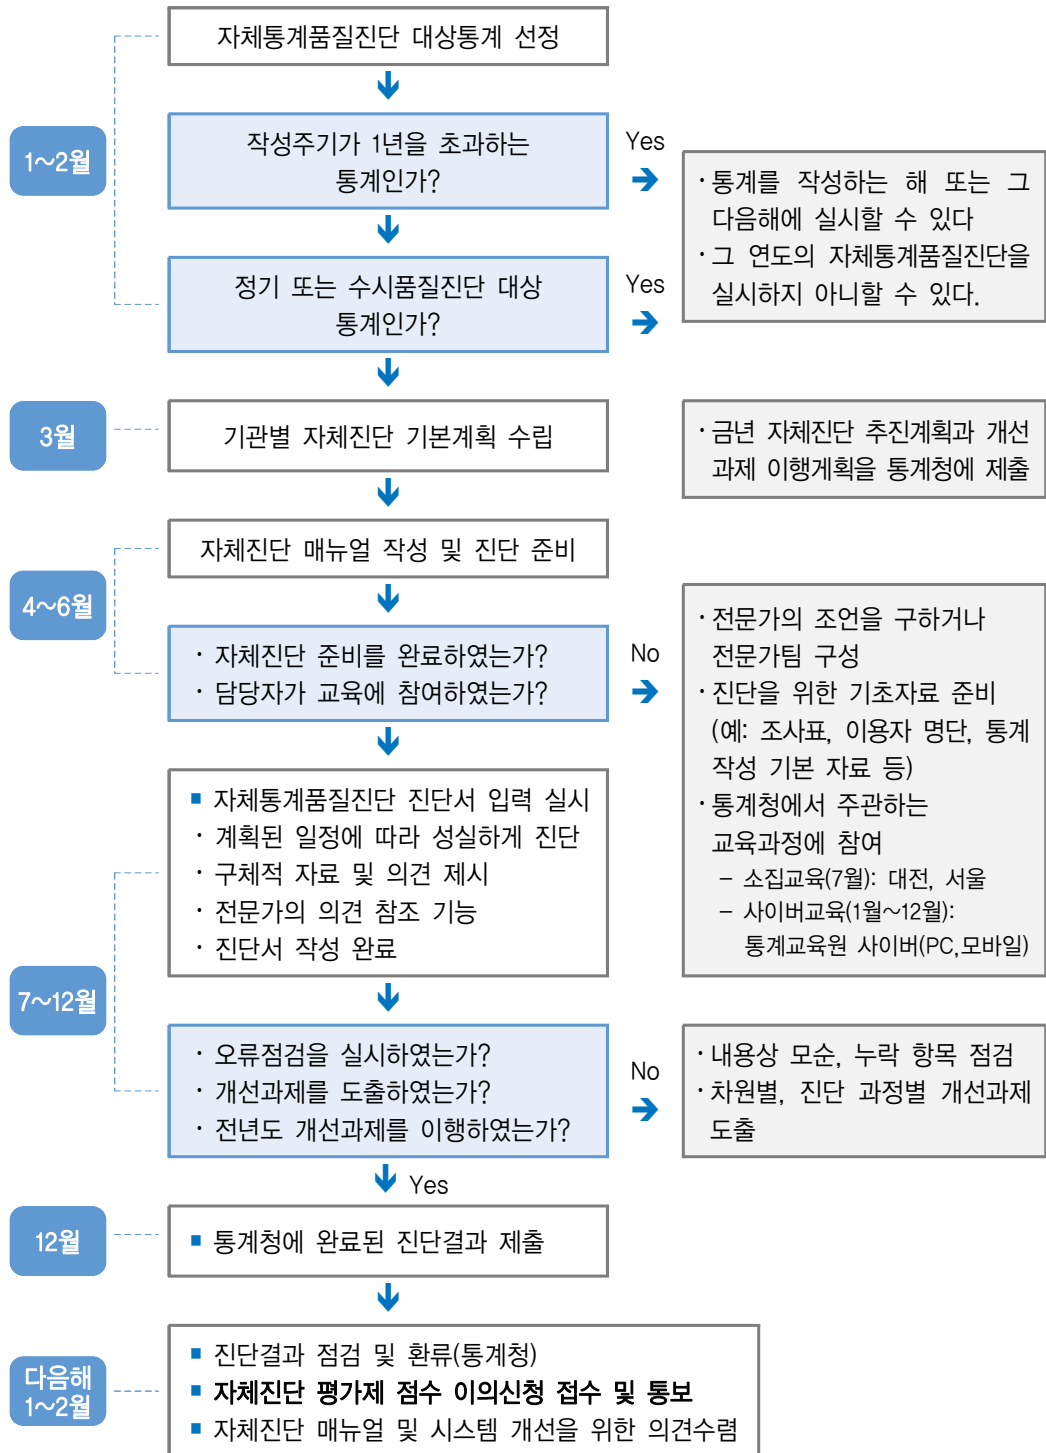 자체통계품질진단 대상통계 선정
1~2월
작성주기가 1년을 초과하는
통계인가?
Yes
· 통계를 작성하는 해 또는 그
다음해에 실시할 수 있다
· 그 연도의 자체통계품질진단을
실시하지 아니할 수 있다.
정기 또는 수시품질진단 대상
통계인가?
Yes
3월
기관별 자체진단 기본계획 수립
· 금년 자체진단 추진계획과 개선
과제 이행게획을 통계청에 제출
4~6월
자체진단 매뉴얼 작성 및 진단 준비
· 자체진단 준비를 완료하였는가?
· 담당자가 교육에 참여하였는가?
No
· 전문가의 조언을 구하거나
전문가팀 구성
· 진단을 위한 기초자료 준비
(예: 조사표, 이용자 명단, 통계
작성 기본 자료 등)
· 통계청에서 주관하는
교육과정에 참여
- 소집교육(7월): 대전, 서울
- 사이버교육(1월~12월):
통계교육원 사이버(PC,모바일)
7~12월
■ 자체통계품질진단 진단서 입력 실시
· 계획된 일정에 따라 성실하게 진단
· 구체적 자료 및 의견 제시
· 전문가의 의견 참조 기능
· 진단서 작성 완료
· 오류점검을 실시하였는가?
· 개선과제를 도출하였는가?
· 전년도 개선과제를 이행하였는가?
No
· 내용상 모순, 누락 항목 점검
· 차원별, 진단 과정별 개선과제
도출
Yes
12월
■ 통계청에 완료된 진단결과 제출
다음해
1~2월
■ 진단결과 점검 및 환류(통계청)
■ 자체진단 평가제 점수 이의신청 접수 및 통보
■ 자체진단 매뉴얼 및 시스템 개선을 위한 의견수렴